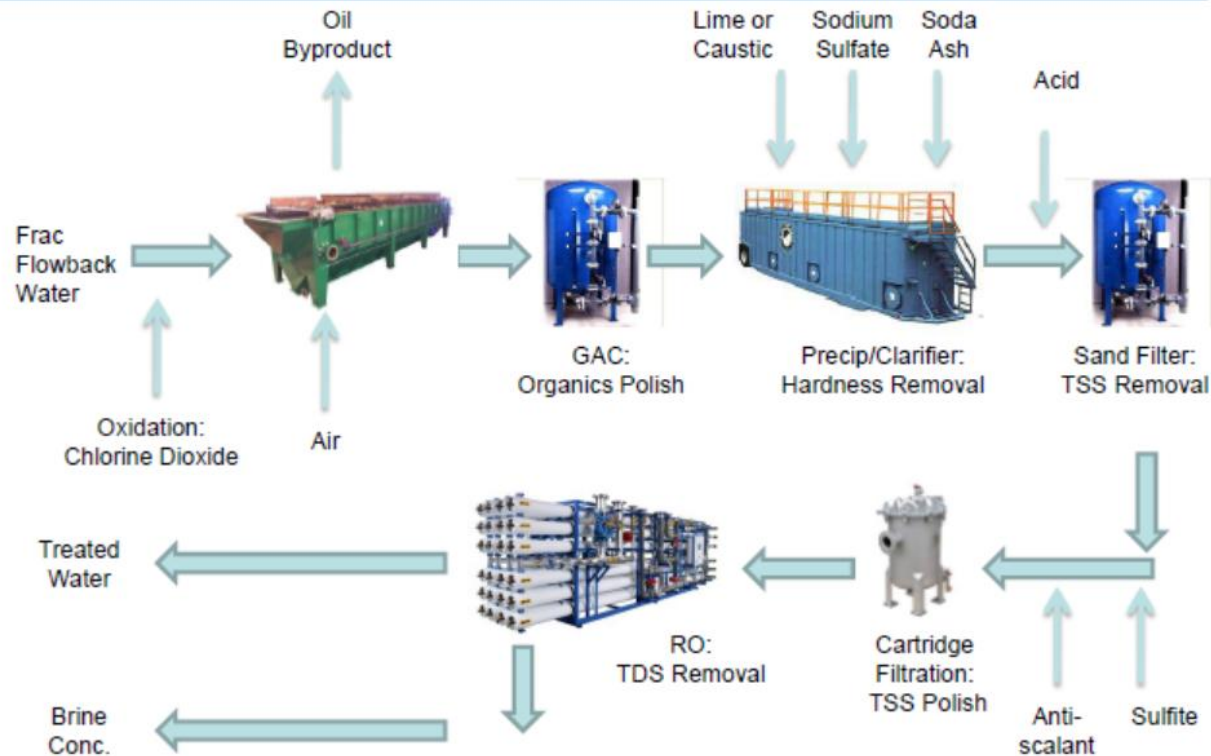 Oil
Byproduct
Lime or
Caustic
Sodium
Sulfate
Soda
Ash
Acid
Frac
Flowback
Water
GAC:
Organics Polish
Precip/Clarifier:
Hardness Removal
Sand Filter:
TSS Removal
Oxidation:
Chlorine Dioxide
Air
Treated
Water
RO:
TDS Removal
Cartridge
Filtration:
TSS Polish
Anti-
scalant
Sulfite
Brine
Conc.